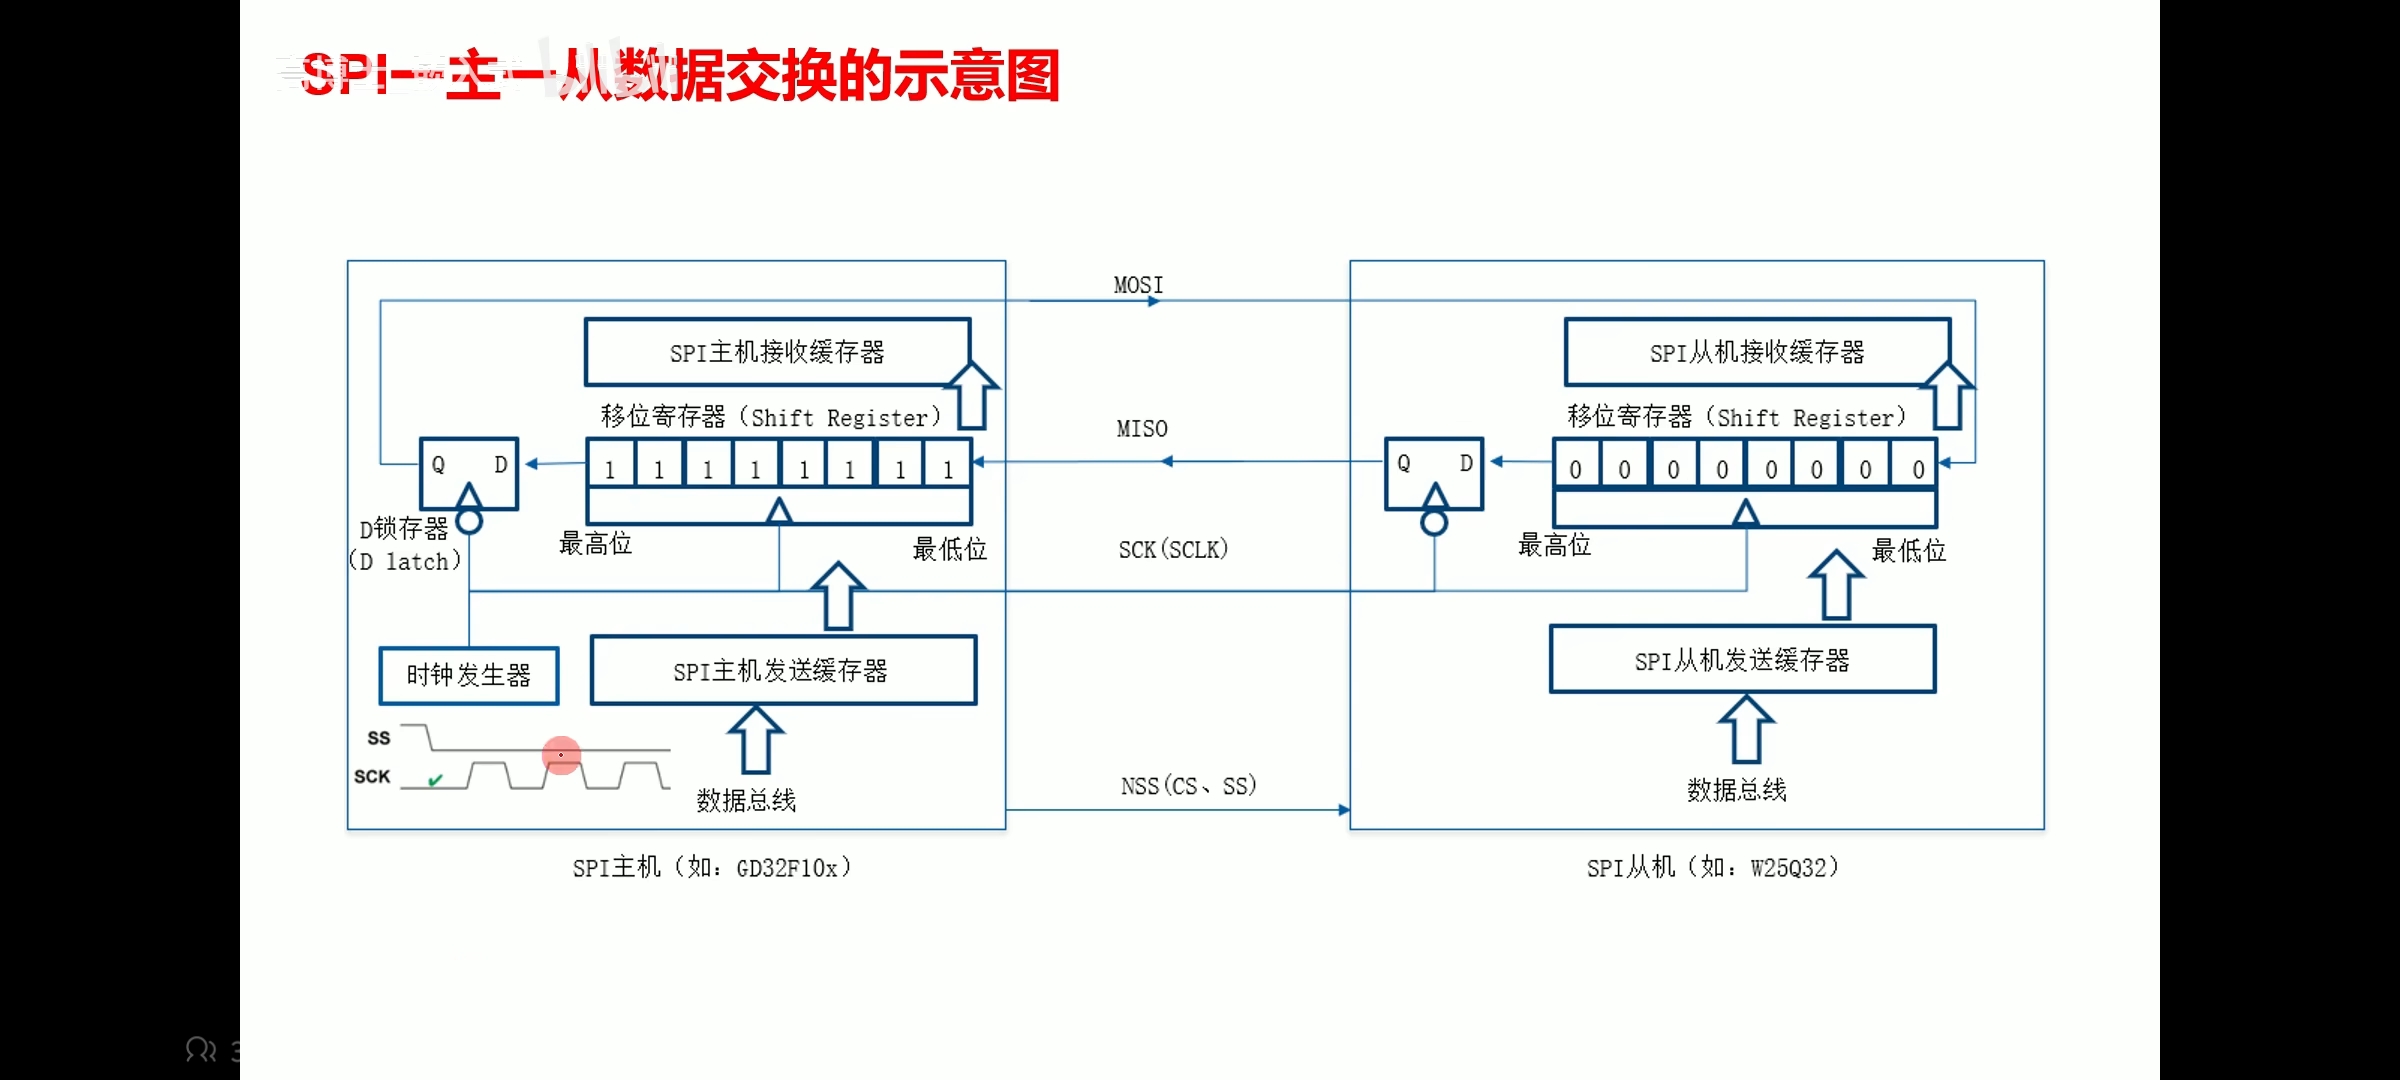 SPI—主—从数据交换的示意图
MOSI
SPI主机接收缓存器
SPI从机接收缓存器
移位寄存器（Shift Register）
移位寄存器（Shift Register）
MISO
Q D
1 1 1 1 1 1 1 1
Q D
0 0 0 0 0 0 0 0
D锁存器
(D latch)
最高位
最低位
SCK(SCLK)
最高位
最低位
时钟发生器
SPI主机发送缓存器
SPI从机发送缓存器
SS
SCK
数据总线
NSS(CS、SS)
数据总线
SPI主机（如：GD32F10x）
SPI从机（如：W25Q32）